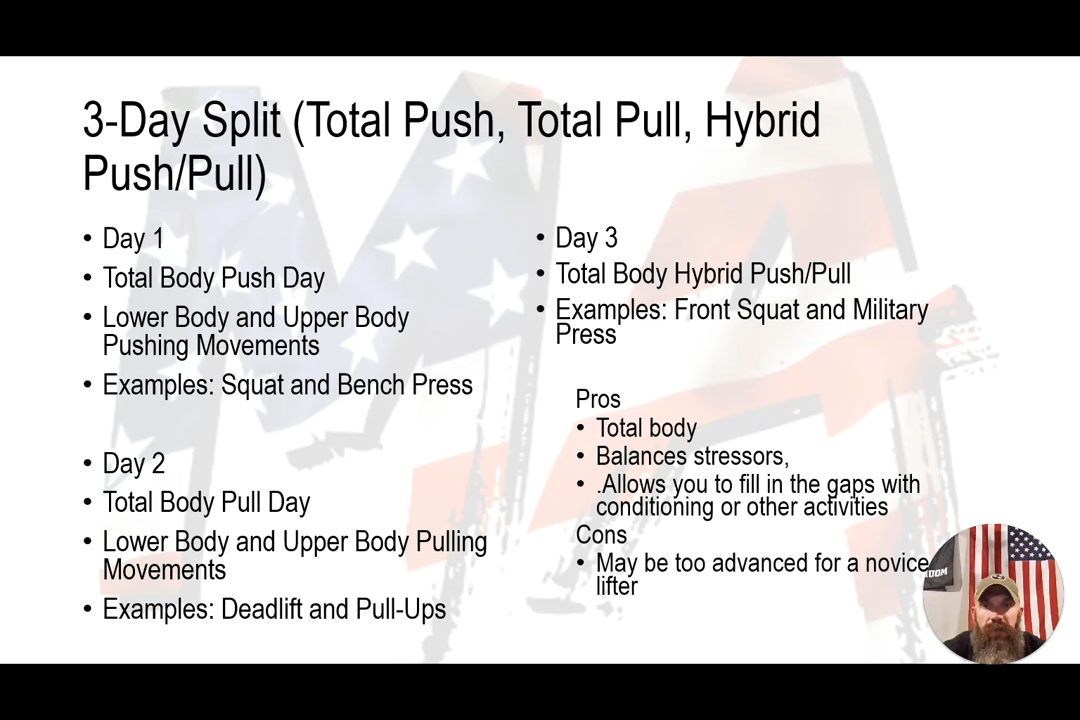 3-Day Split (Total Push, Total Pull, Hybrid
Push/Pull)
• Day 1
• Total Body Push Day
• Lower Body and Upper Body
Pushing Movements
• Examples: Squat and Bench Press
• Day 2
• Total Body Pull Day
• Lower Body and Upper Body Pulling
Movements
• Examples: Deadlift and Pull-Ups
• Day 3
• Total Body Hybrid Push/Pull
• Examples: Front Squat and Military
Press
Pros
• Total body
• Balances stressors,
• .Allows you to fill in the gaps with
conditioning or other activities
Cons
• May be too advanced for a novice
lifter